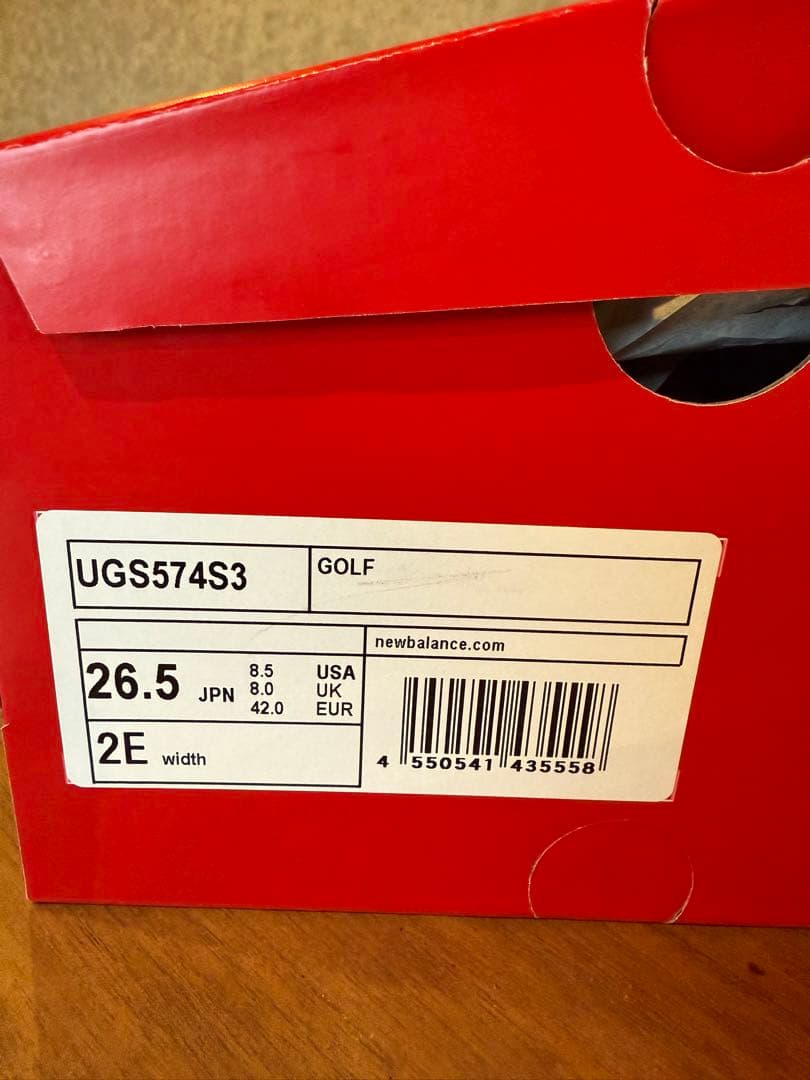 UGS574S3
GOLF
newbalance.com
26.5 JPN
8.5 USA
8.0 UK
42.0 EUR
2E width
4 550541 435558